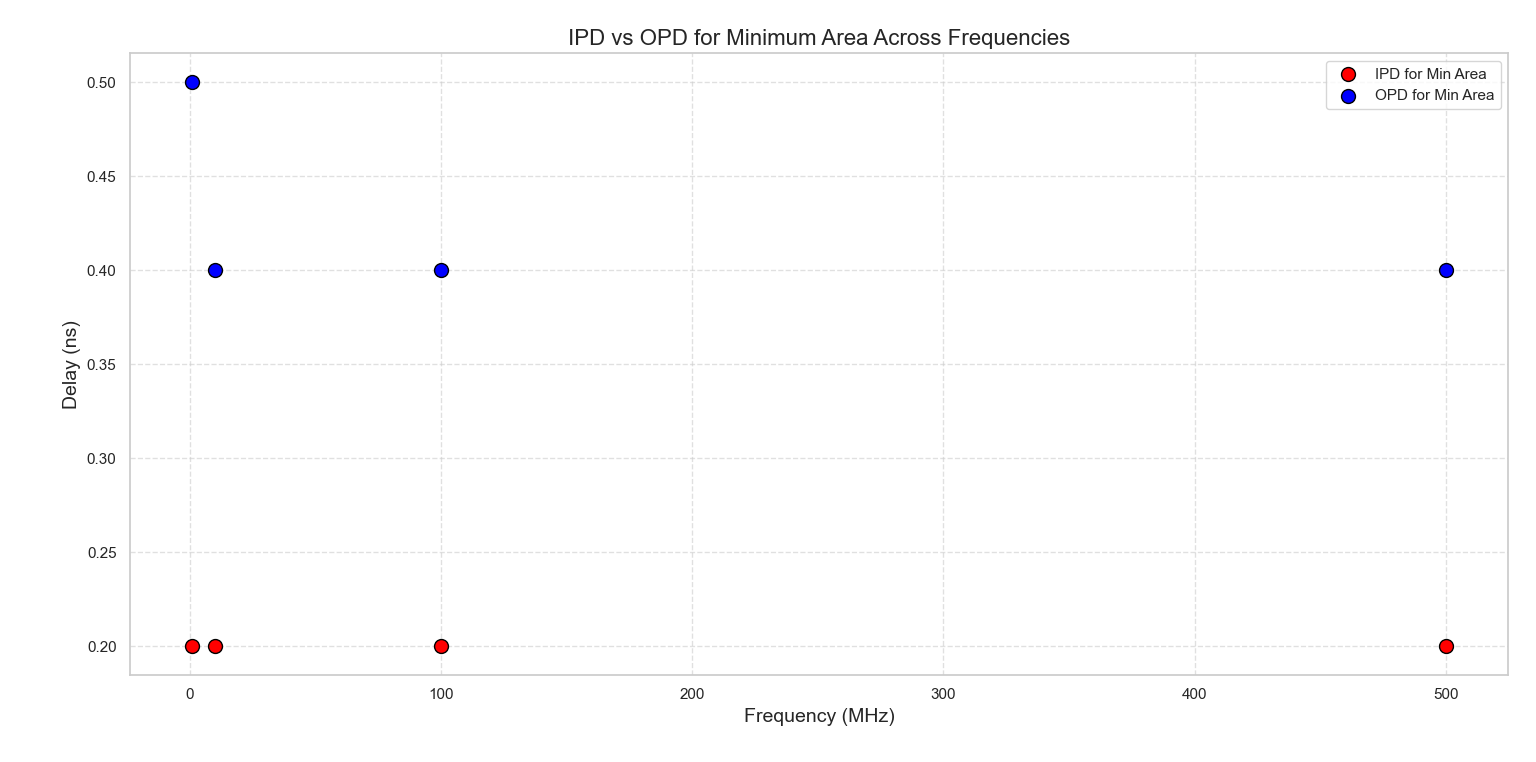 IPD vs OPD for Minimum Area Across Frequencies
IPD for Min Area
OPD for Min Area
Delay (ns)
0.50
0.45
0.40
0.35
0.30
0.25
0.20
0 100 200 300 400 500
Frequency (MHz)